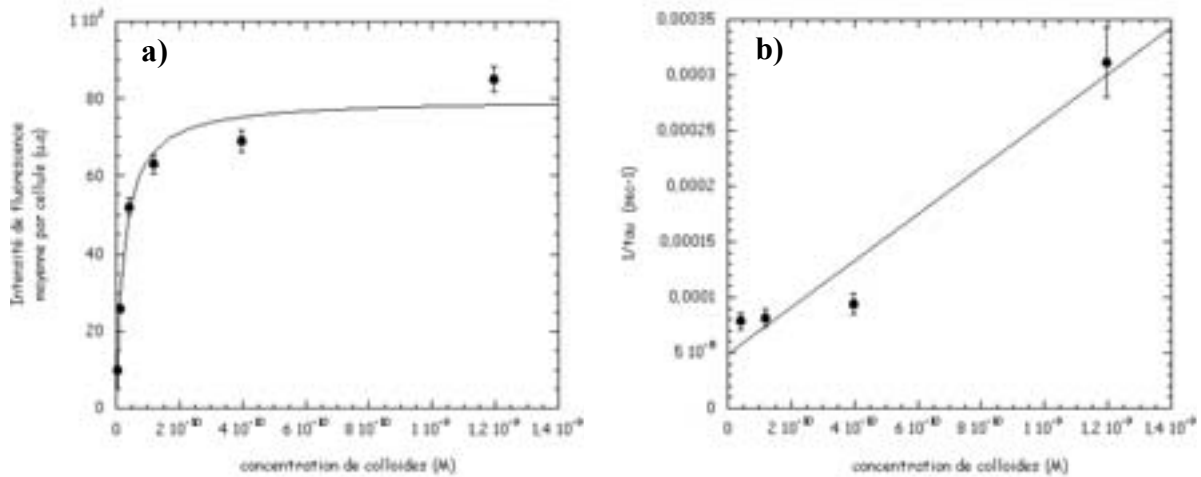 a)
1 10²
80
60
40
20
0
Intensité de fluorescence
moyenne par cellule (u.a)
0 2 10⁻¹⁰ 4 10⁻¹⁰ 6 10⁻¹⁰ 8 10⁻¹⁰ 1 10⁻⁹ 1,2 10⁻⁹ 1,4 10⁻⁹
concentration de colloides (M)
b)
0,00035
0,0003
0,00025
0,0002
0,00015
0,0001
5 10⁻⁵
0
1/tau (sec-1)
0 2 10⁻¹⁰ 4 10⁻¹⁰ 6 10⁻¹⁰ 8 10⁻¹⁰ 1 10⁻⁹ 1,2 10⁻⁹ 1,4 10⁻⁹
concentration de colloides (M)